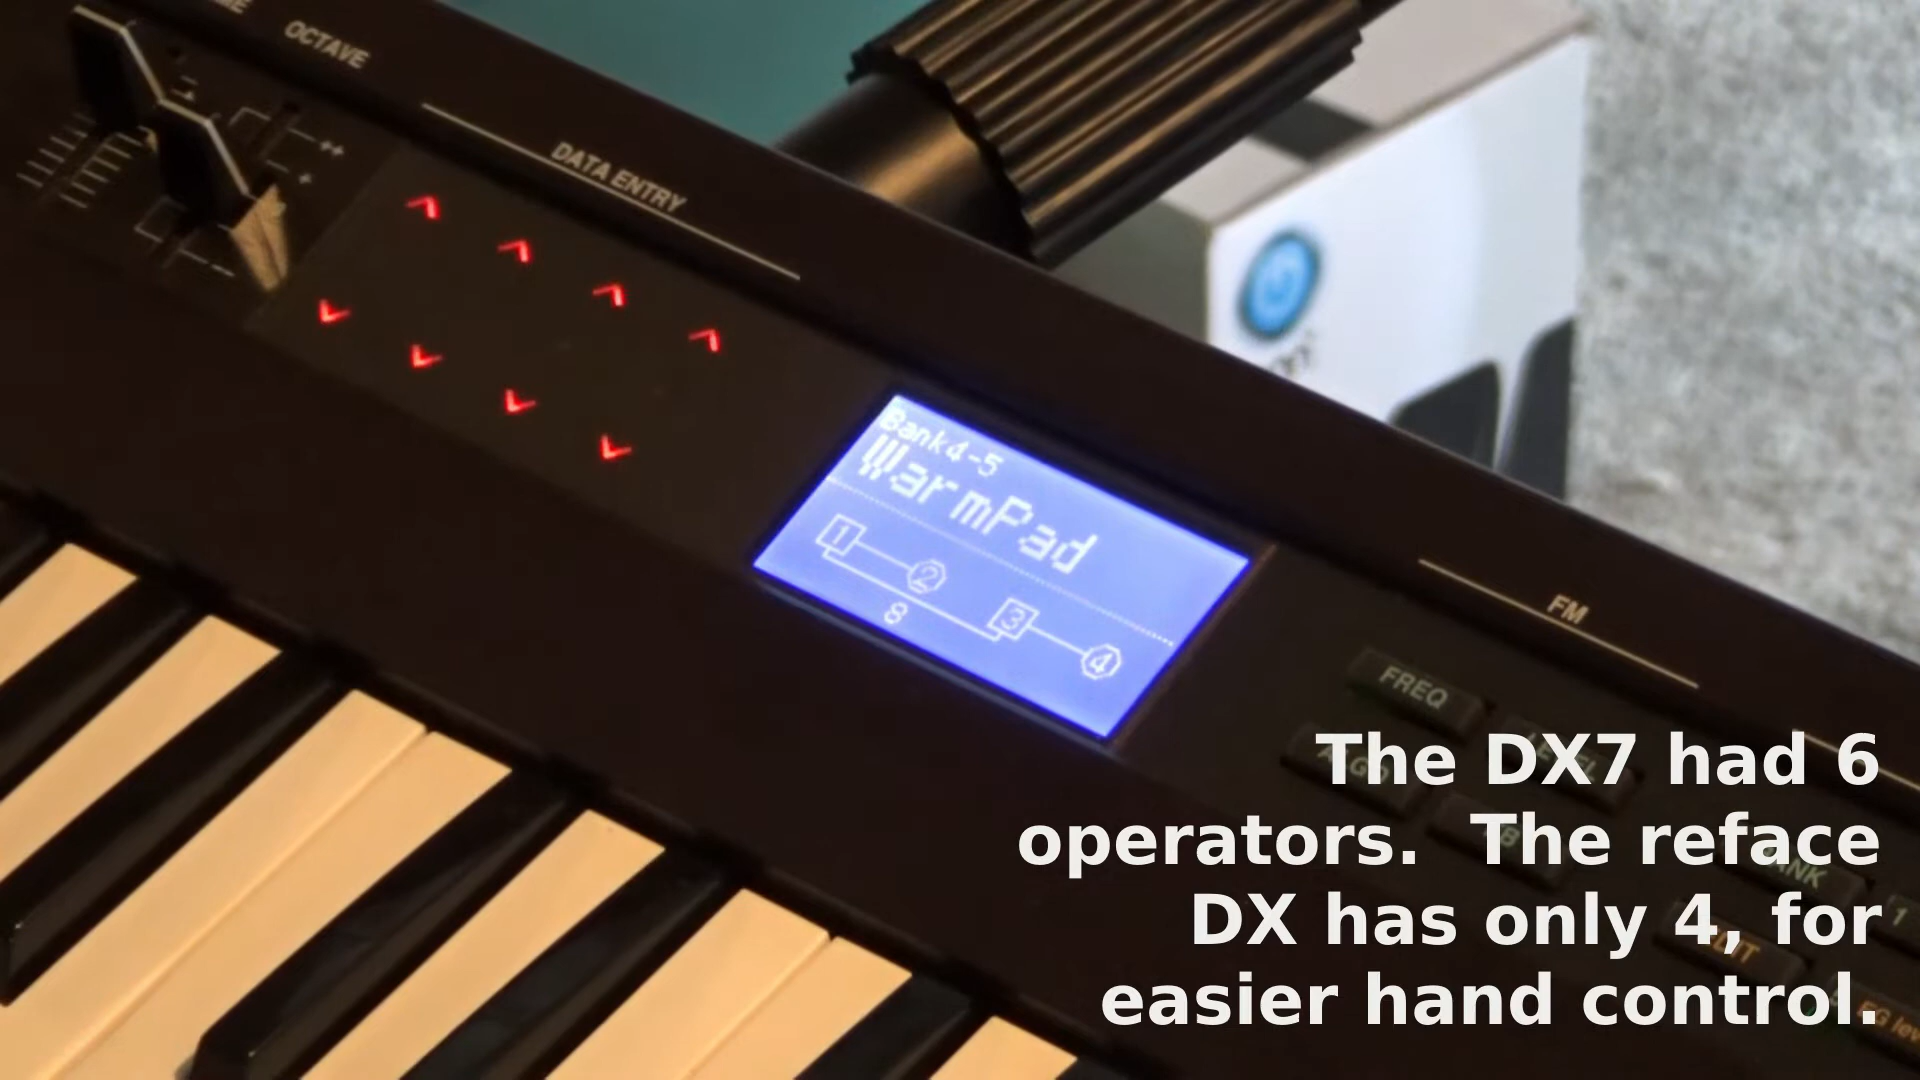 OCTAVE
++
+
DATA ENTRY
Bank4-5
WarmPad
1
2
8
3
4
FM
FREQ
The DX7 had 6
operators. The reface
DX has only 4, for
easier hand control.
1